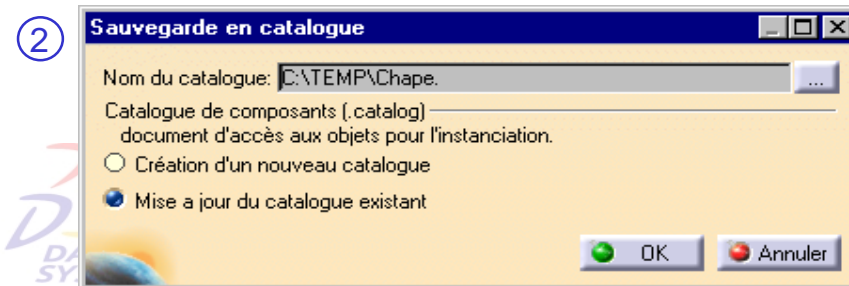 2
Sauvegarde en catalogue
Nom du catalogue: C:\TEMP\Chape. ...
Catalogue de composants (.catalog)
document d'accès aux objets pour l'instanciation.
Création d'un nouveau catalogue
Mise a jour du catalogue existant
OK Annuler